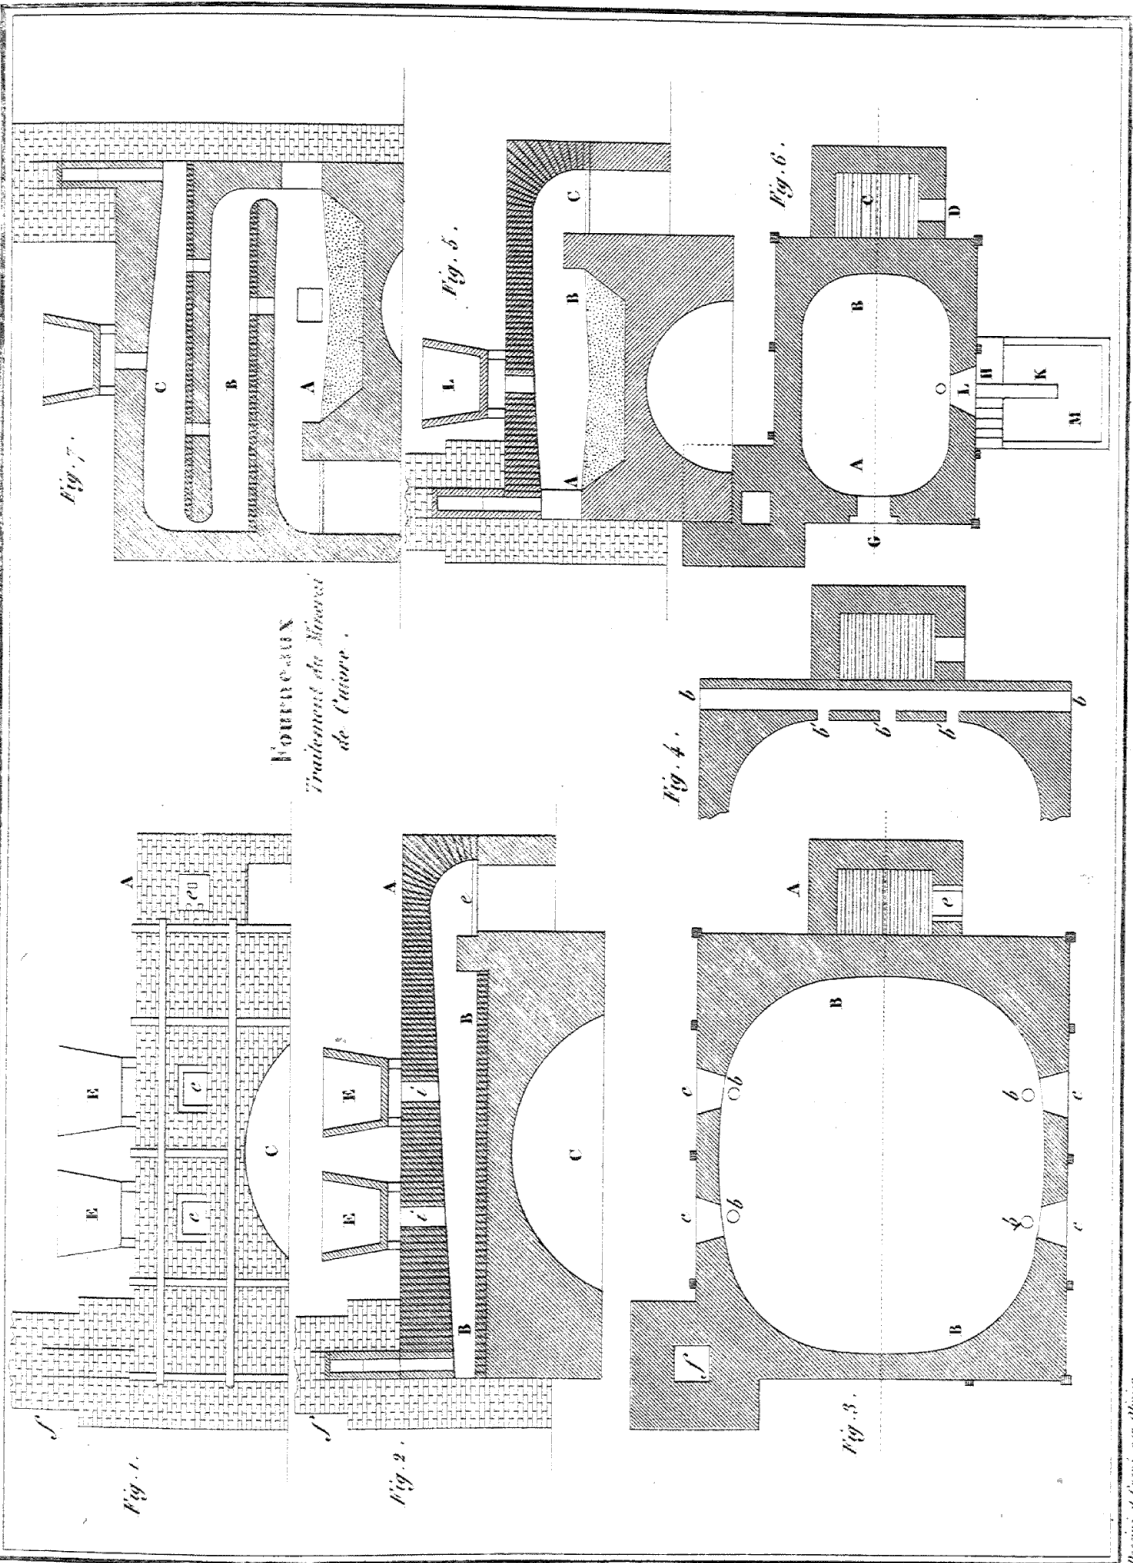 Fourneaux
Traitement du Minerai
de Cuivre.
Fig. 1.
f
E
E
A
e
c
c
C
Fig. 2.
f
E
E
A
i
i
e
B
B
C
Fig. 3.
f
A
e
B
B
c
c
c
c
b
b
b
b
Fig. 4.
b
b
b'
b'
b'
Fig. 5.
L
A
B
C
Fig. 6.
A
B
C
D
G
H
K
L
M
Fig. 7.
A
B
C